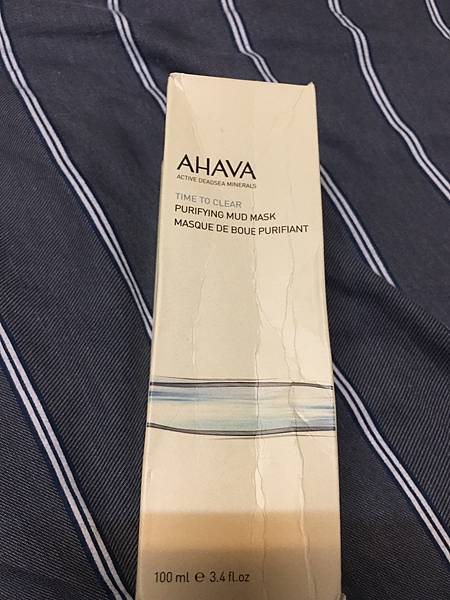 AHAVA
ACTIVE DEADSEA MINERALS
TIME TO CLEAR
PURIFYING MUD MASK
MASQUE DE BOUE PURIFIANT
100 ml ℮ 3.4 fl.oz